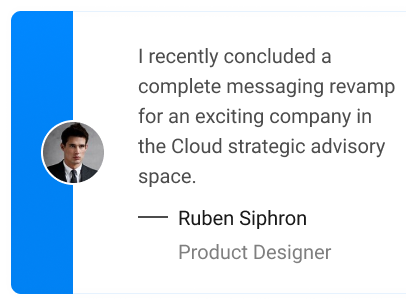 I recently concluded a
complete messaging revamp
for an exciting company in
the Cloud strategic advisory
space.
— Ruben Siphron
Product Designer